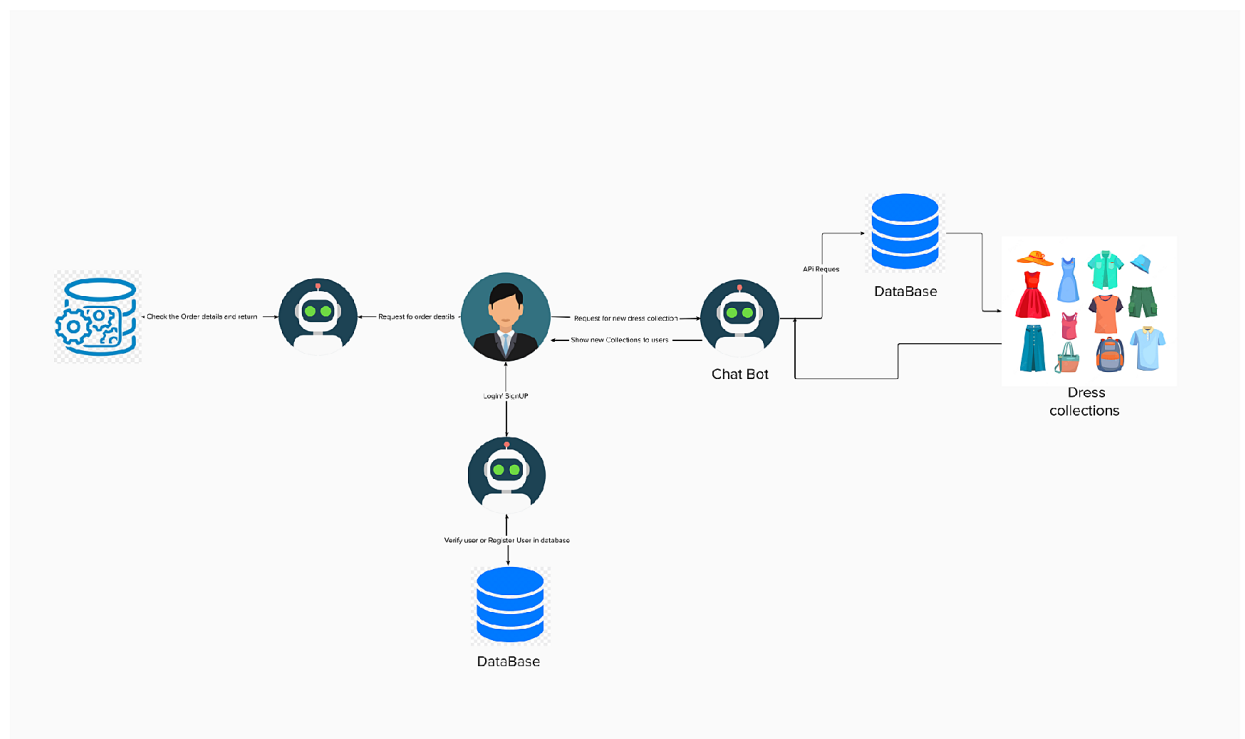 API Reques
DataBase
Check the Order details and return
Request fo order deatils
Request for new dress collection
Show new Collections to users
Chat Bot
Dress
collections
Login/ SignUP
Verify user or Register User in database
DataBase